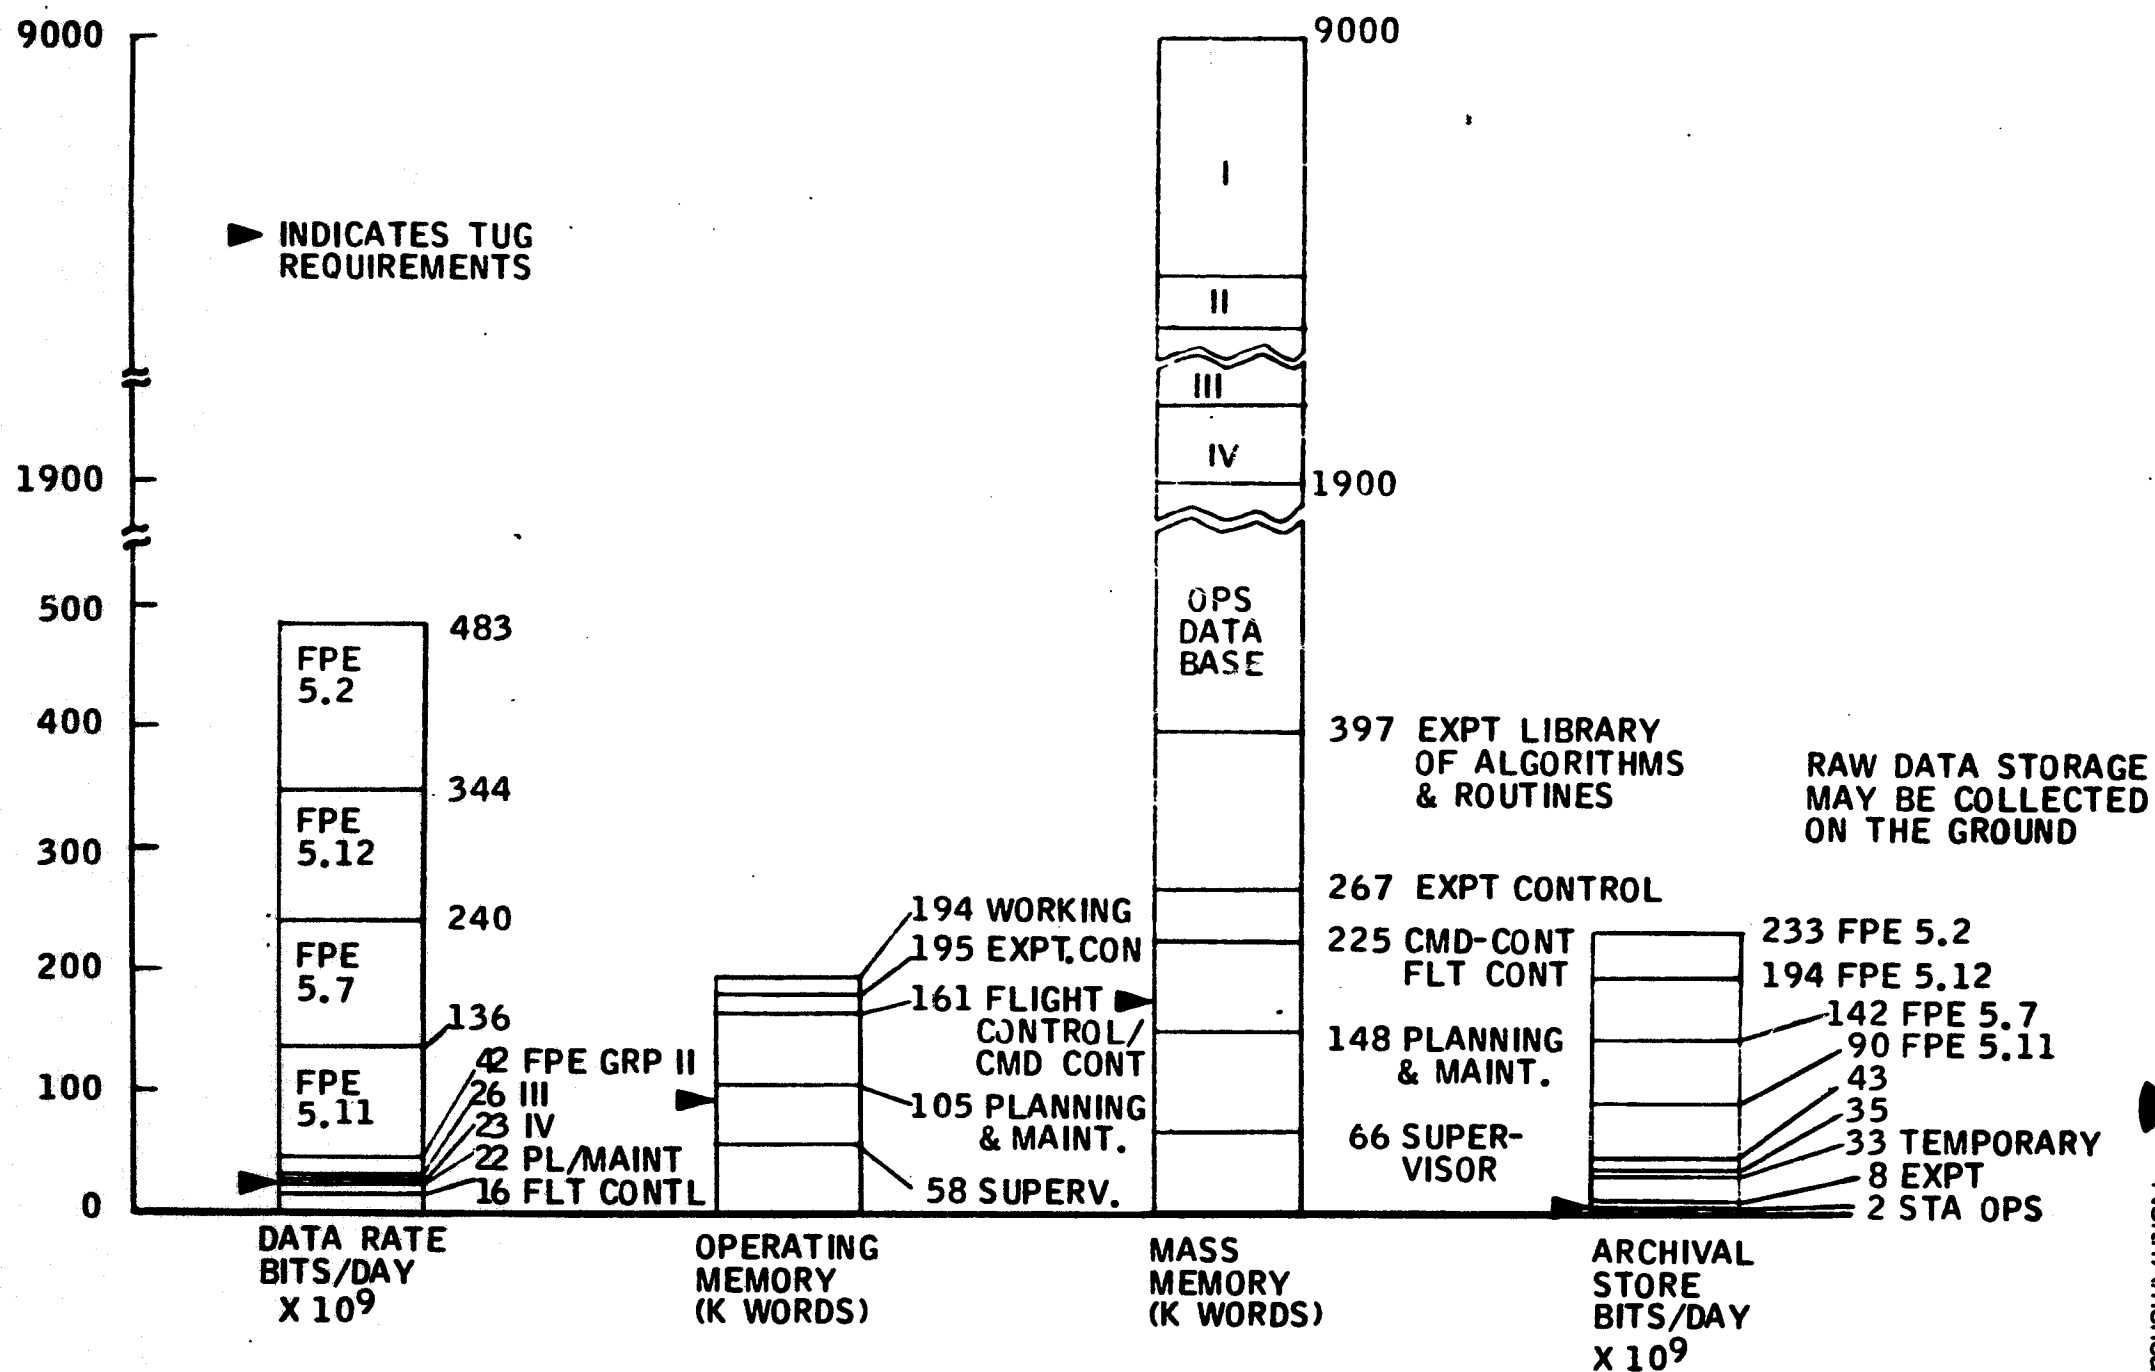 9000
1900
500
400
300
200
100
0
INDICATES TUG
REQUIREMENTS
483
FPE
5.2
344
FPE
5.12
240
FPE
5.7
136
FPE
5.11
42 FPE GRP II
26 III
23 IV
22 PL/MAINT
16 FLT CONTL
DATA RATE
BITS/DAY
X 10⁹
194 WORKING
195 EXPT.CON
161 FLIGHT
CONTROL/
CMD CONT
105 PLANNING
& MAINT.
58 SUPERV.
OPERATING
MEMORY
(K WORDS)
9000
I
II
III
IV
1900
OPS
DATA
BASE
397 EXPT LIBRARY
OF ALGORITHMS
& ROUTINES
267 EXPT CONTROL
225 CMD-CONT
FLT CONT
148 PLANNING
& MAINT.
66 SUPER-
VISOR
MASS
MEMORY
(K WORDS)
RAW DATA STORAGE
MAY BE COLLECTED
ON THE GROUND
233 FPE 5.2
194 FPE 5.12
142 FPE 5.7
90 FPE 5.11
43
35
33 TEMPORARY
8 EXPT
2 STA OPS
ARCHIVAL
STORE
BITS/DAY
X 10⁹